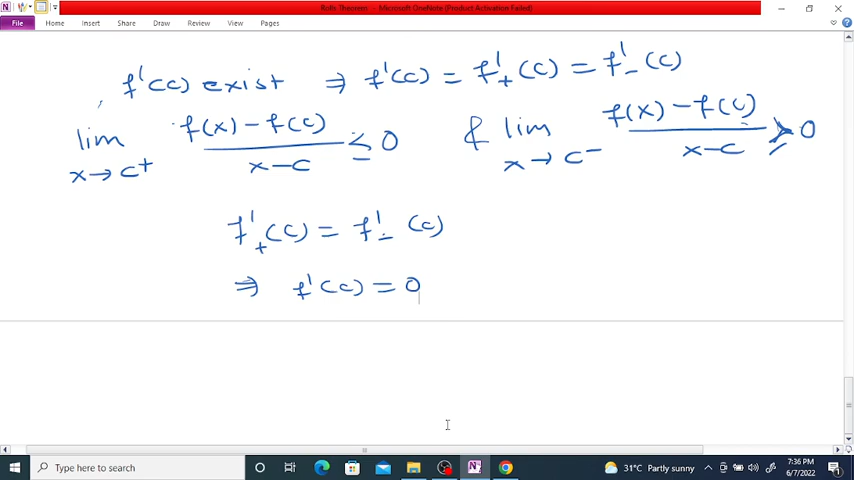 Rolls Theorem - Microsoft OneNote (Product Activation Failed)
File Home Insert Share Draw History Review View Pages
, f'(c) exist ⇒ f'(c) = f'₊(c) = f'₋(c)
lim x→c⁺ f(x) - f(c) / x-c ≤ 0 & lim x→c⁻ f(x) - f(c) / x-c ≥ 0
f'₊(c) = f'₋(c)
⇒ f'(c) = 0
Type here to search
31°C Partly sunny
7:36 PM
6/7/2022